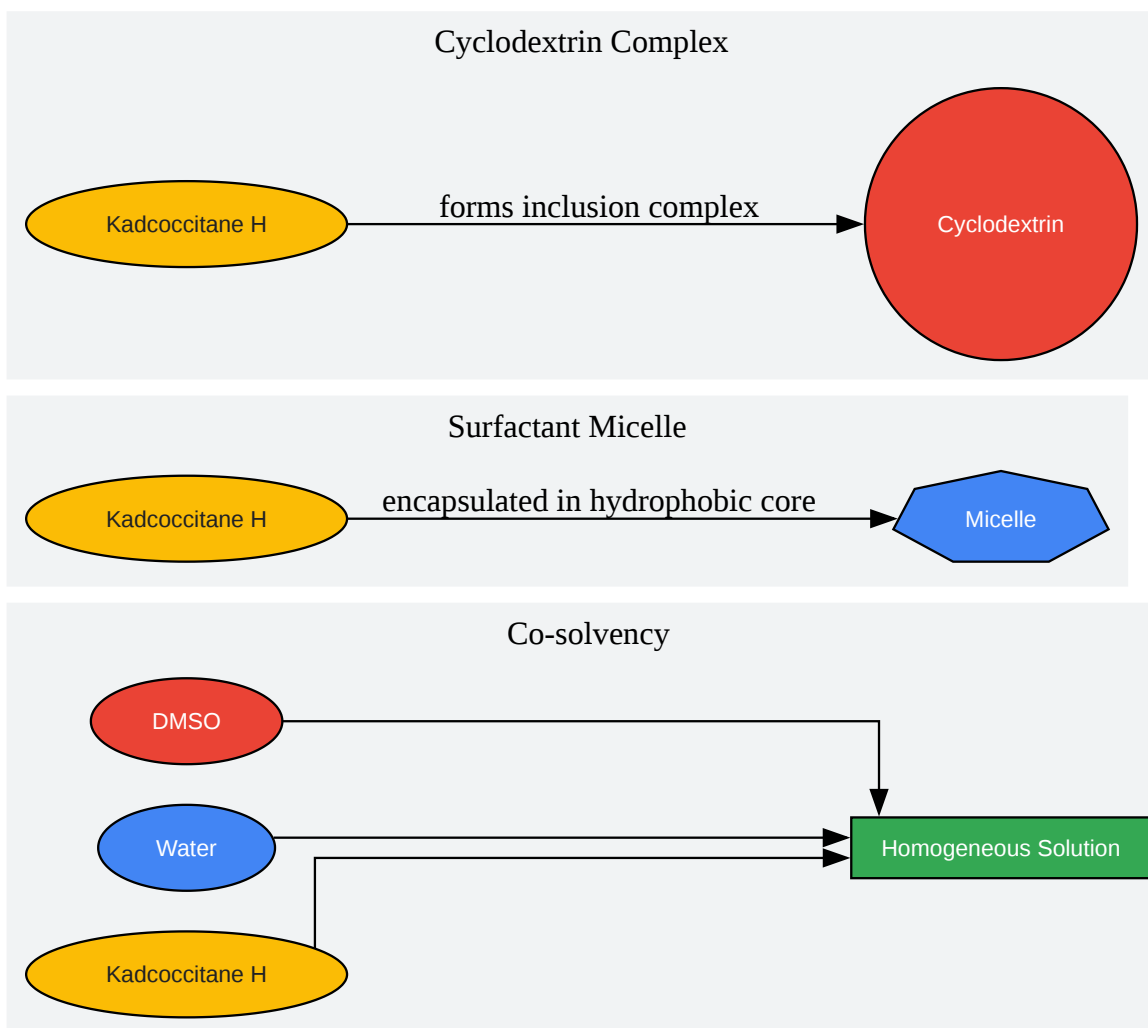 Cyclodextrin Complex
Kadcoccitane H
forms inclusion complex
Cyclodextrin
Surfactant Micelle
Kadcoccitane H
encapsulated in hydrophobic core
Micelle
Co-solvency
DMSO
Water
Homogeneous Solution
Kadcoccitane H